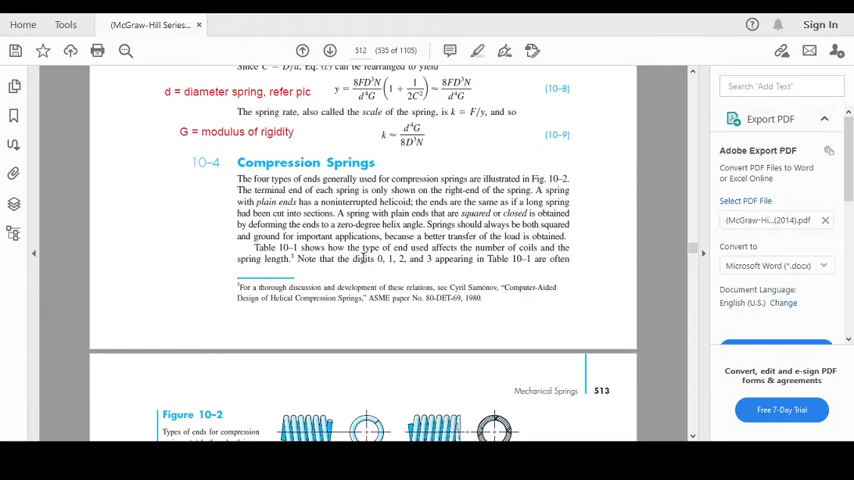 Home
Tools
(McGraw-Hill Series...
×
Sign In
512
(535 of 1105)
Since C = D/d, Eq. (c) can be rearranged to yield
d = diameter spring, refer pic
y = 8FD³N / d⁴G (1 + 1 / 2C²) ≈ 8FD³N / d⁴G
(10–8)
The spring rate, also called the scale of the spring, is k = F/y, and so
G = modulus of rigidity
k ≈ d⁴G / 8D³N
(10–9)
10–4 Compression Springs
The four types of ends generally used for compression springs are illustrated in Fig. 10–2.
The terminal end of each spring is only shown on the right-end of the spring. A spring
with plain ends has a noninterrupted helicoid; the ends are the same as if a long spring
had been cut into sections. A spring with plain ends that are squared or closed is obtained
by deforming the ends to a zero-degree helix angle. Springs should always be both squared
and ground for important applications, because a better transfer of the load is obtained.
Table 10–1 shows how the type of end used affects the number of coils and the
spring length.³ Note that the digits 0, 1, 2, and 3 appearing in Table 10–1 are often
³For a thorough discussion and development of these relations, see Cyril Samónov, "Computer-Aided
Design of Helical Compression Springs," ASME paper No. 80-DET-69, 1980.
Mechanical Springs 513
Figure 10–2
Types of ends for compression
Search 'Add Text'
Export PDF
Adobe Export PDF
Convert PDF Files to Word
or Excel Online
Select PDF File
(McGraw-Hi...(2014).pdf
Convert to
Microsoft Word (*.docx)
Document Language:
English (U.S.) Change
Convert, edit and e-sign PDF
forms & agreements
Free 7-Day Trial